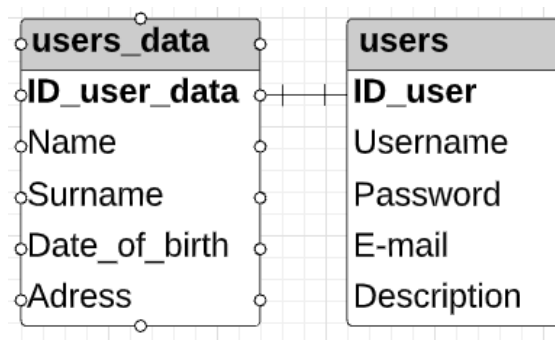 users_data
ID_user_data
Name
Surname
Date_of_birth
Adress
users
ID_user
Username
Password
E-mail
Description